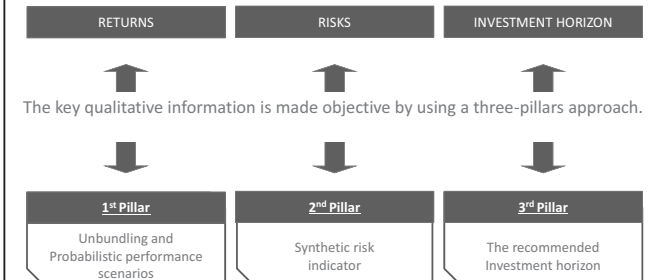 RETURNS
RISKS
INVESTMENT HORIZON
The key qualitative information is made objective by using a three-pillars approach.
1st Pillar
2nd Pillar
3rd Pillar
Unbundling and
Probabilistic performance
scenarios
Synthetic risk
indicator
The recommended
Investment horizon